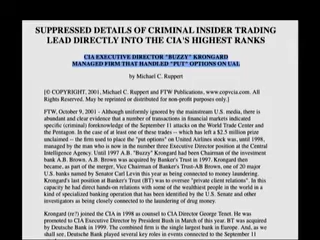 SUPPRESSED DETAILS OF CRIMINAL INSIDER TRADING
LEAD DIRECTLY INTO THE CIA'S HIGHEST RANKS
CIA EXECUTIVE DIRECTOR "BUZZY" KRONGARD
MANAGED FIRM THAT HANDLED "PUT" OPTIONS ON UAL
by Michael C. Ruppert
[© COPYRIGHT, 2001, Michael C. Ruppert and FTW Publications, www.copvcia.com. All
Rights Reserved. May be reprinted or distributed for non-profit purposes only.]
FTW, October 9, 2001 - Although uniformly ignored by the mainstream U.S. media, there is
abundant and clear evidence that a number of transactions in financial markets indicated
specific (criminal) foreknowledge of the September 11 attacks on the World Trade Center and
the Pentagon. In the case of at least one of these trades -- which has left a $2.5 million prize
unclaimed -- the firm used to place the "put options" on United Airlines stock was, until 1998,
managed by the man who is now in the number three Executive Director position at the Central
Intelligence Agency. Until 1997 A.B. "Buzzy" Krongard had been Chairman of the investment
bank A.B. Brown. A.B. Brown was acquired by Banker's Trust in 1997. Krongard then
became, as part of the merger, Vice Chairman of Banker's Trust-AB Brown, one of 20 major
U.S. banks named by Senator Carl Levin this year as being connected to money laundering.
Krongard's last position at Banker's Trust (BT) was to oversee "private client relations". In this
capacity he had direct hands-on relations with some of the wealthiest people in the world in a
kind of specialized banking operation that has been identified by the U.S. Senate and other
investigators as being closely connected to the laundering of drug money.
Krongard (re?) joined the CIA in 1998 as counsel to CIA Director George Tenet. He was
promoted to CIA Executive Director by President Bush in March of this year. BT was acquired
by Deutsche Bank in 1999. The combined firm is the single largest bank in Europe. And, as we
shall see, Deutsche Bank played several key roles in events connected to the September 11